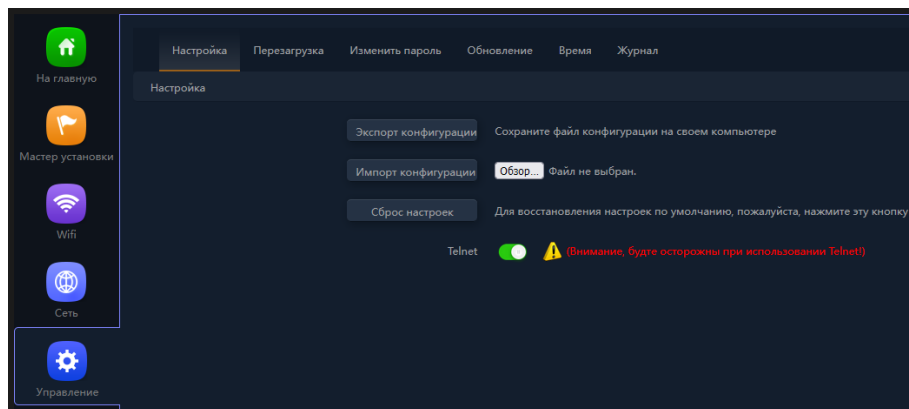 На главную
Мастер установки
Wifi
Сеть
Управление
Настройка Перезагрузка Изменить пароль Обновление Время Журнал
Настройка
Экспорт конфигурации Сохраните файл конфигурации на своем компьютере
Импорт конфигурации Обзор... Файл не выбран.
Сброс настроек Для восстановления настроек по умолчанию, пожалуйста, нажмите эту кнопку
Telnet (Внимание, будте осторожны при использовании Telnet!)